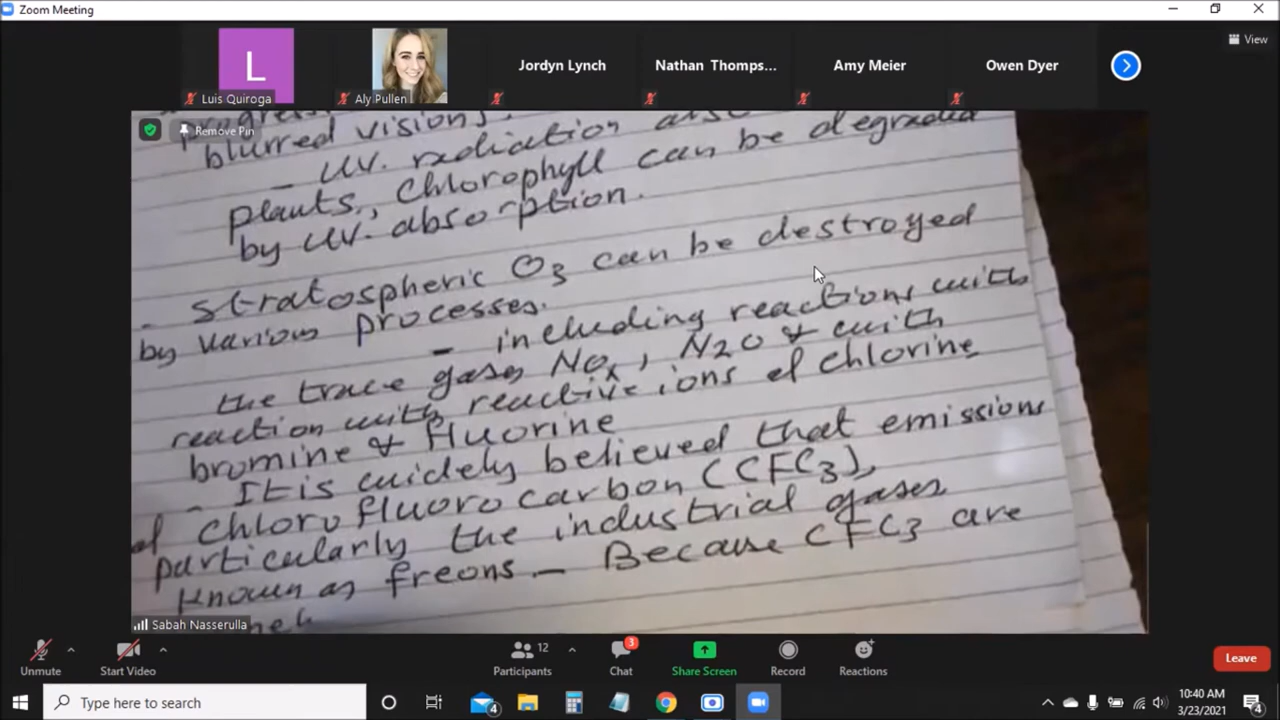 Zoom Meeting
View
L
Luis Quiroga
Aly Pullen
Jordyn Lynch
Nathan Thomps...
Amy Meier
Owen Dyer
Remove Pin
blurred visions.
- UV. radiation also
plants, chlorophyll can be degraded
by UV. absorption.
. stratospheric O3 can be destroyed
by various processes.
- including reactions with
the trace gases NOx, N2O & with
reaction with reactive ions of chlorine
bromine & fluorine
- It is widely believed that emissions
of chlorofluorocarbon (CFC3),
particularly the industrial gases
known as freons. - Because CFC3 are
Sabah Nasserulla
Unmute
Start Video
12
Participants
3
Chat
Share Screen
Record
Reactions
Leave
Type here to search
4
10:40 AM
3/23/2021
4